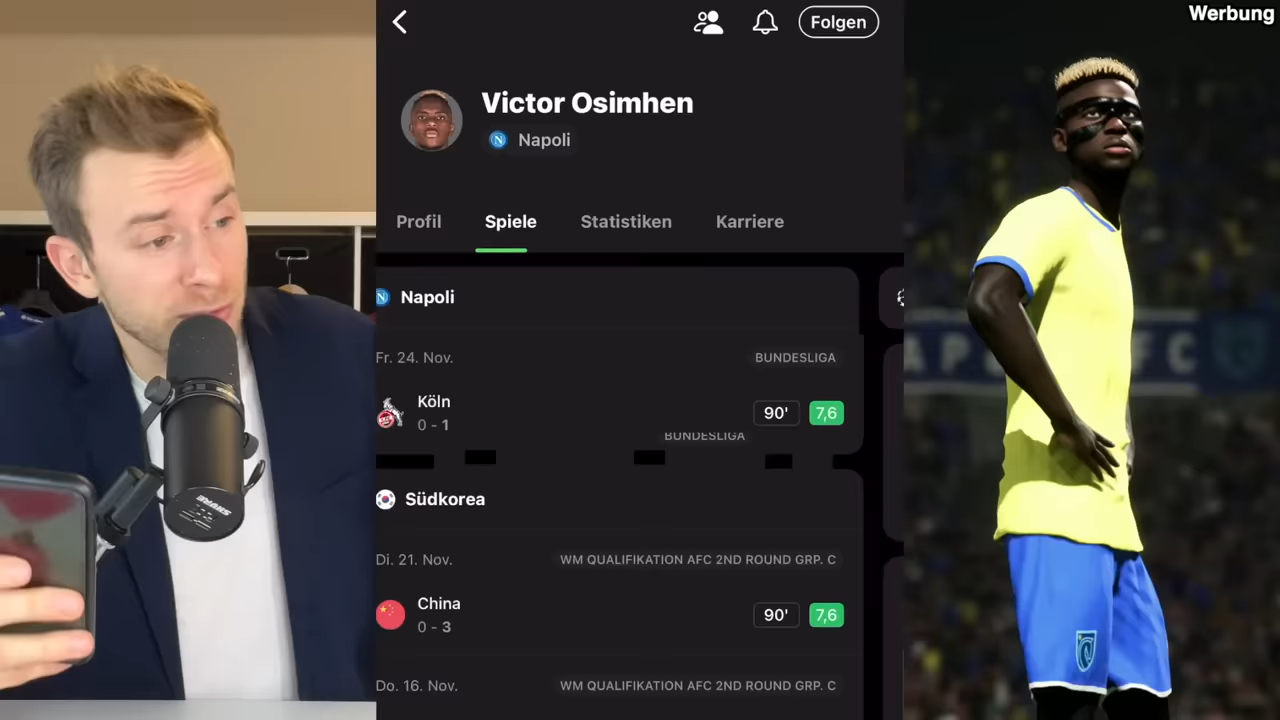 Werbung
Folgen
Victor Osimhen
Napoli
Profil Spiele Statistiken Karriere
Napoli
Fr. 24. Nov. BUNDESLIGA
Köln
0 - 1 90' 7,6
BUNDESLIGA
Südkorea
Di. 21. Nov. WM QUALIFIKATION AFC 2ND ROUND GRP. C
China
0 - 3 90' 7,6
Do. 16. Nov. WM QUALIFIKATION AFC 2ND ROUND GRP. C
SHURE